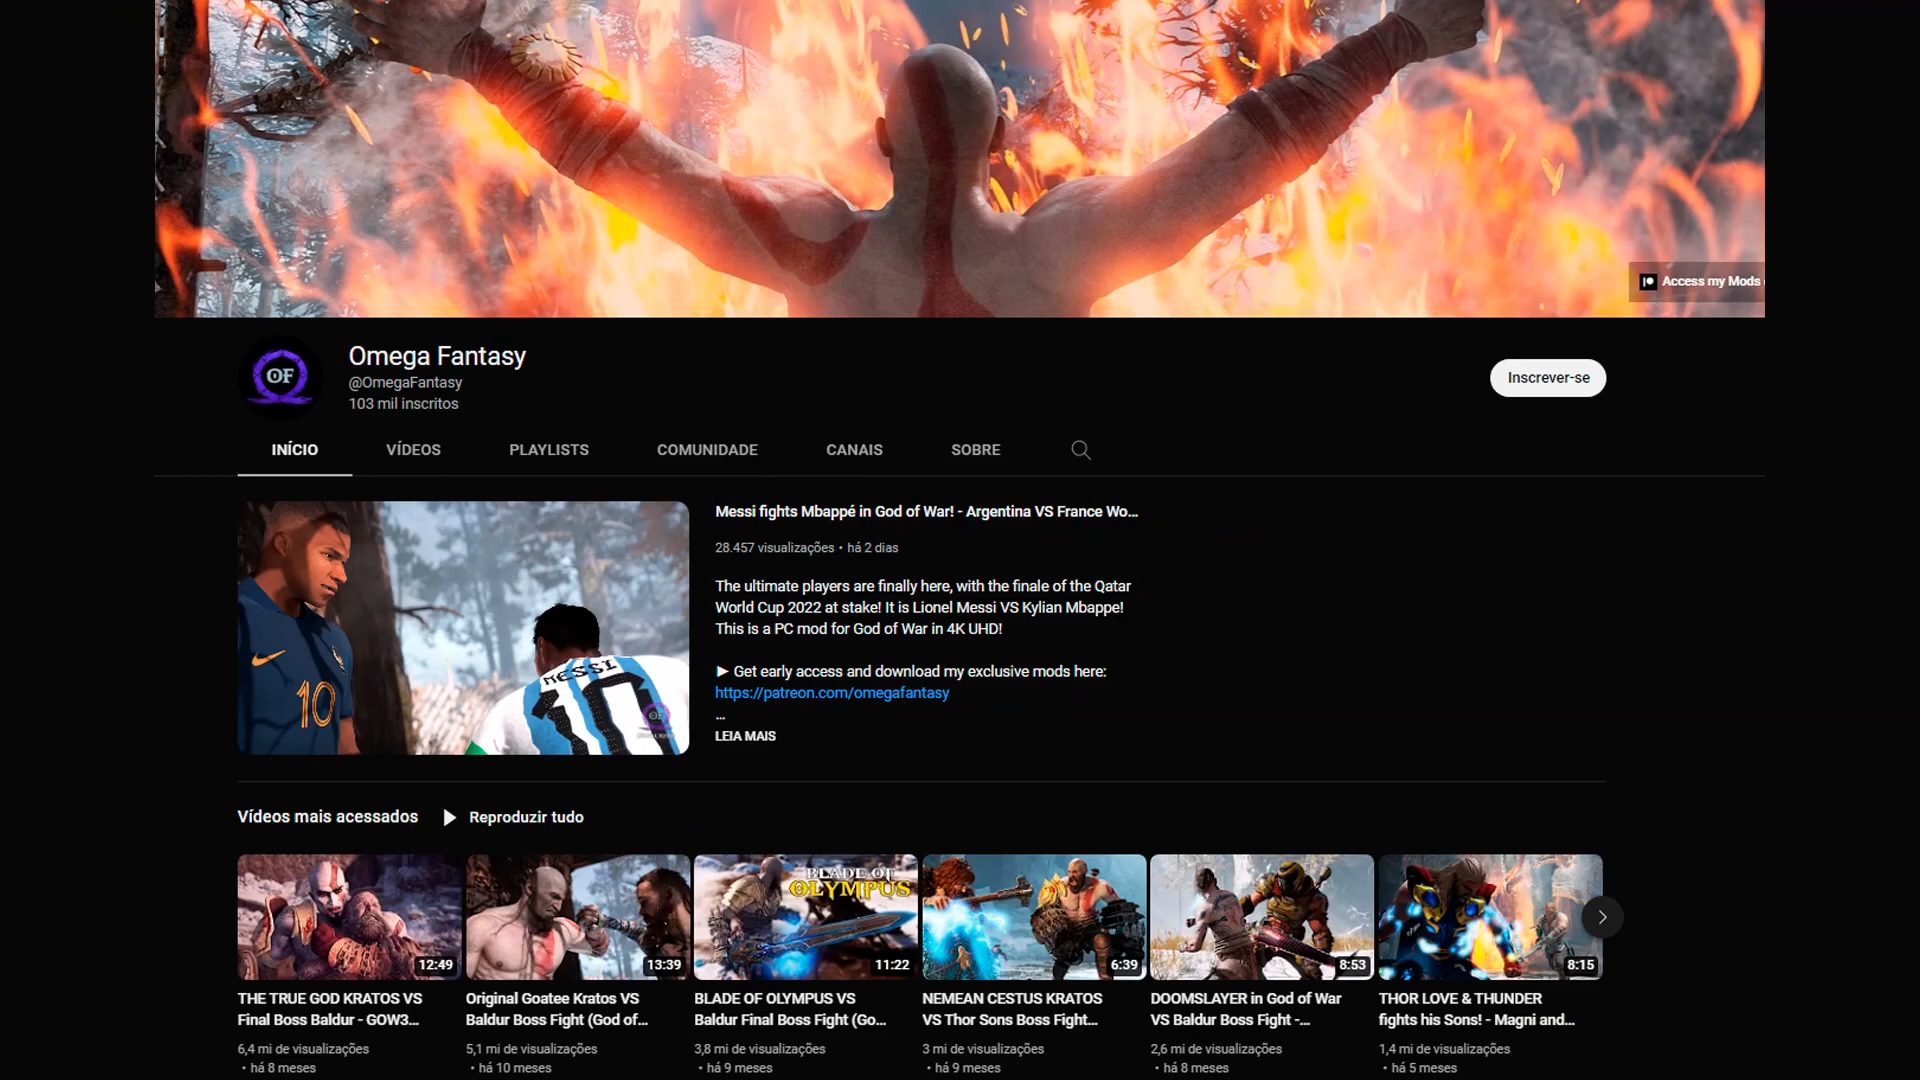 Access my Mods
OF
Omega Fantasy
@OmegaFantasy
103 mil inscritos
Inscrever-se
INÍCIO
VÍDEOS
PLAYLISTS
COMUNIDADE
CANAIS
SOBRE
10
MESSI
10
OF
Messi fights Mbappé in God of War! - Argentina VS France Wo...
28.457 visualizações • há 2 dias
The ultimate players are finally here, with the finale of the Qatar
World Cup 2022 at stake! It is Lionel Messi VS Kylian Mbappe!
This is a PC mod for God of War in 4K UHD!
► Get early access and download my exclusive mods here:
https://patreon.com/omegafantasy
...
LEIA MAIS
Vídeos mais acessados
Reproduzir tudo
12:49
13:39
BLADE OF
OLYMPUS
11:22
6:39
8:53
8:15
THE TRUE GOD KRATOS VS
Final Boss Baldur - GOW3...
6,4 mi de visualizações
• há 8 meses
Original Goatee Kratos VS
Baldur Boss Fight (God of...
5,1 mi de visualizações
• há 10 meses
BLADE OF OLYMPUS VS
Baldur Final Boss Fight (Go...
3,8 mi de visualizações
• há 9 meses
NEMEAN CESTUS KRATOS
VS Thor Sons Boss Fight...
3 mi de visualizações
• há 9 meses
DOOMSLAYER in God of War
VS Baldur Boss Fight -...
2,6 mi de visualizações
• há 8 meses
THOR LOVE & THUNDER
fights his Sons! - Magni and...
1,4 mi de visualizações
• há 5 meses